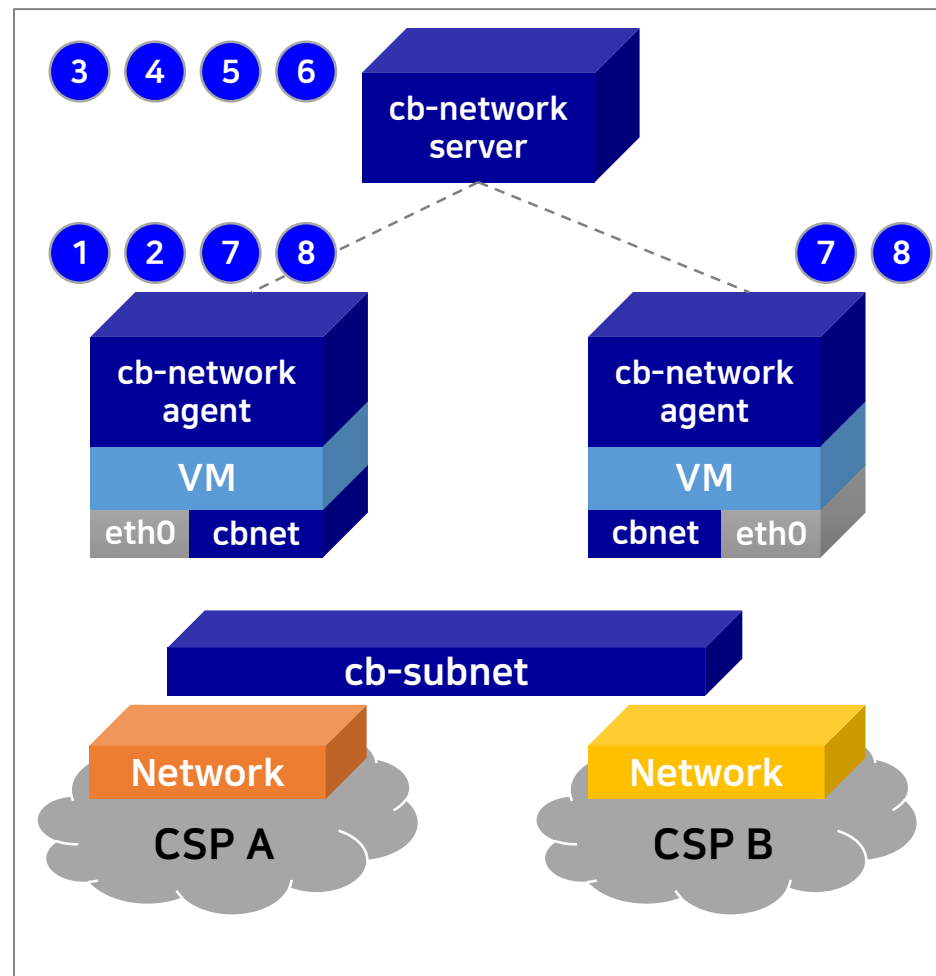 3 4 5 6
cb-network
server
1 2 7 8
7 8
cb-network
agent
VM
eth0 cbnet
cb-network
agent
VM
cbnet eth0
cb-subnet
Network
CSP A
Network
CSP B